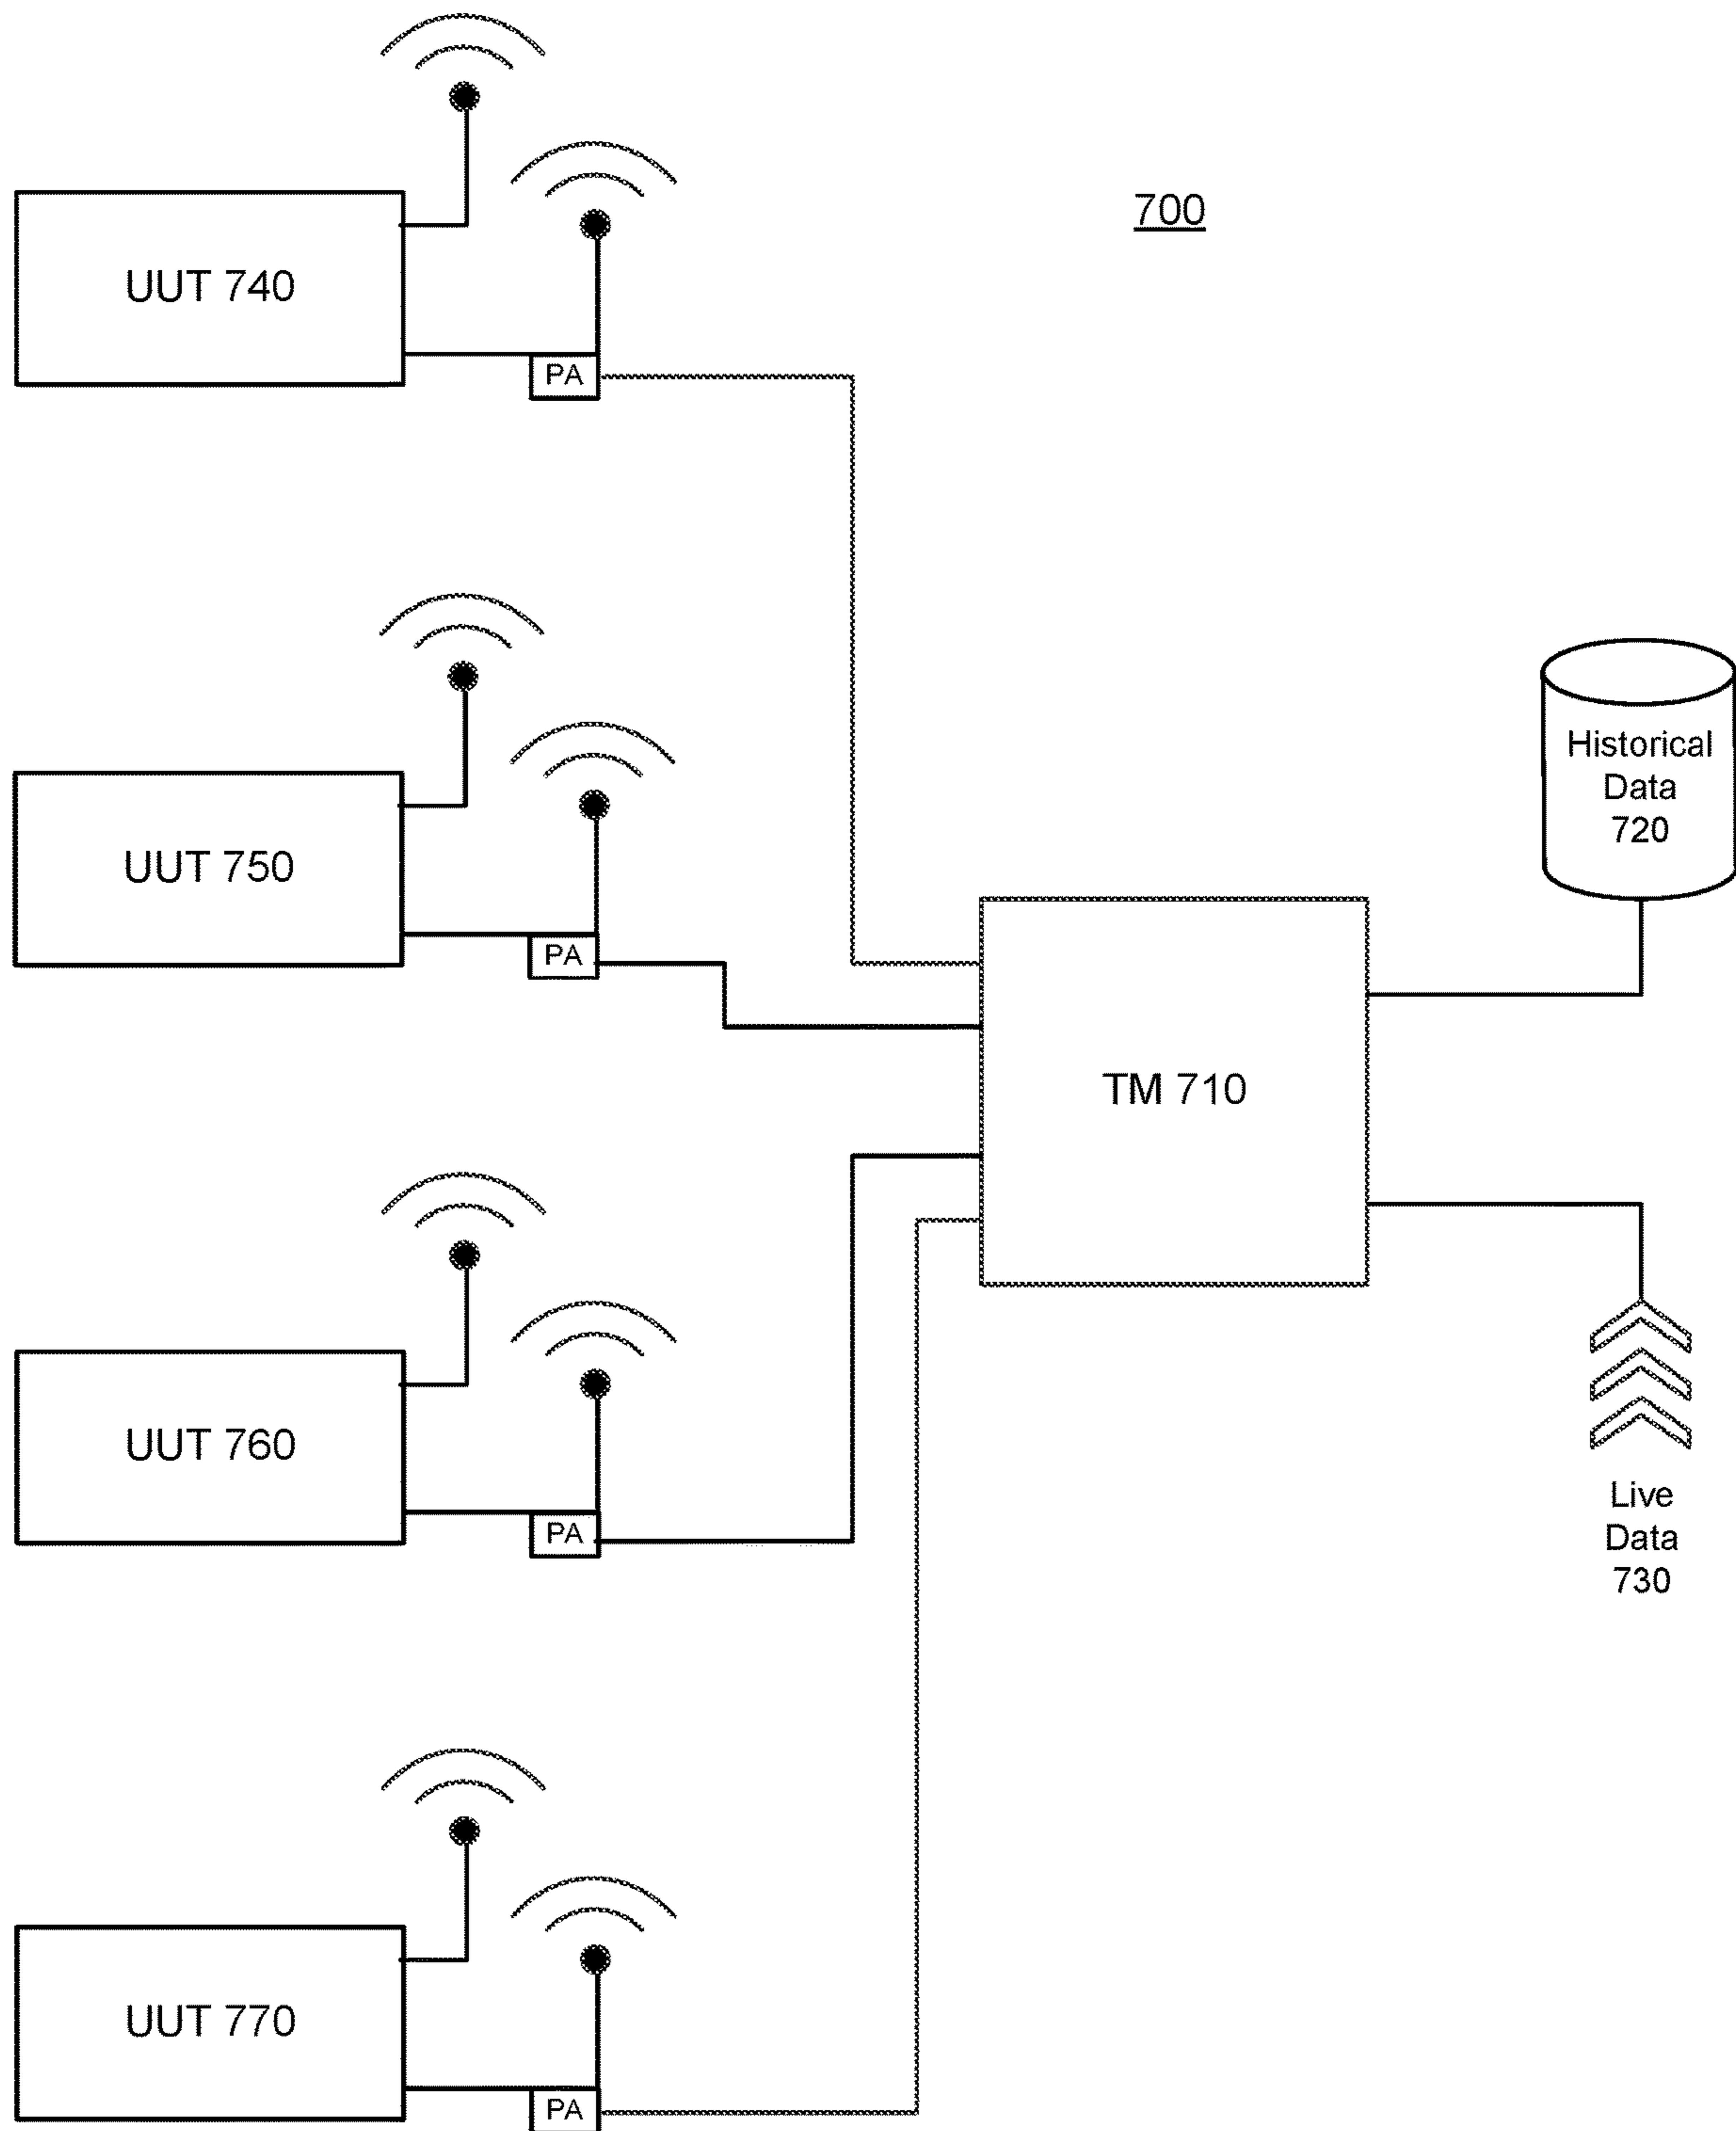 700
UUT 740
PA
UUT 750
PA
Historical
Data
720
TM 710
UUT 760
PA
Live
Data
730
UUT 770
PA